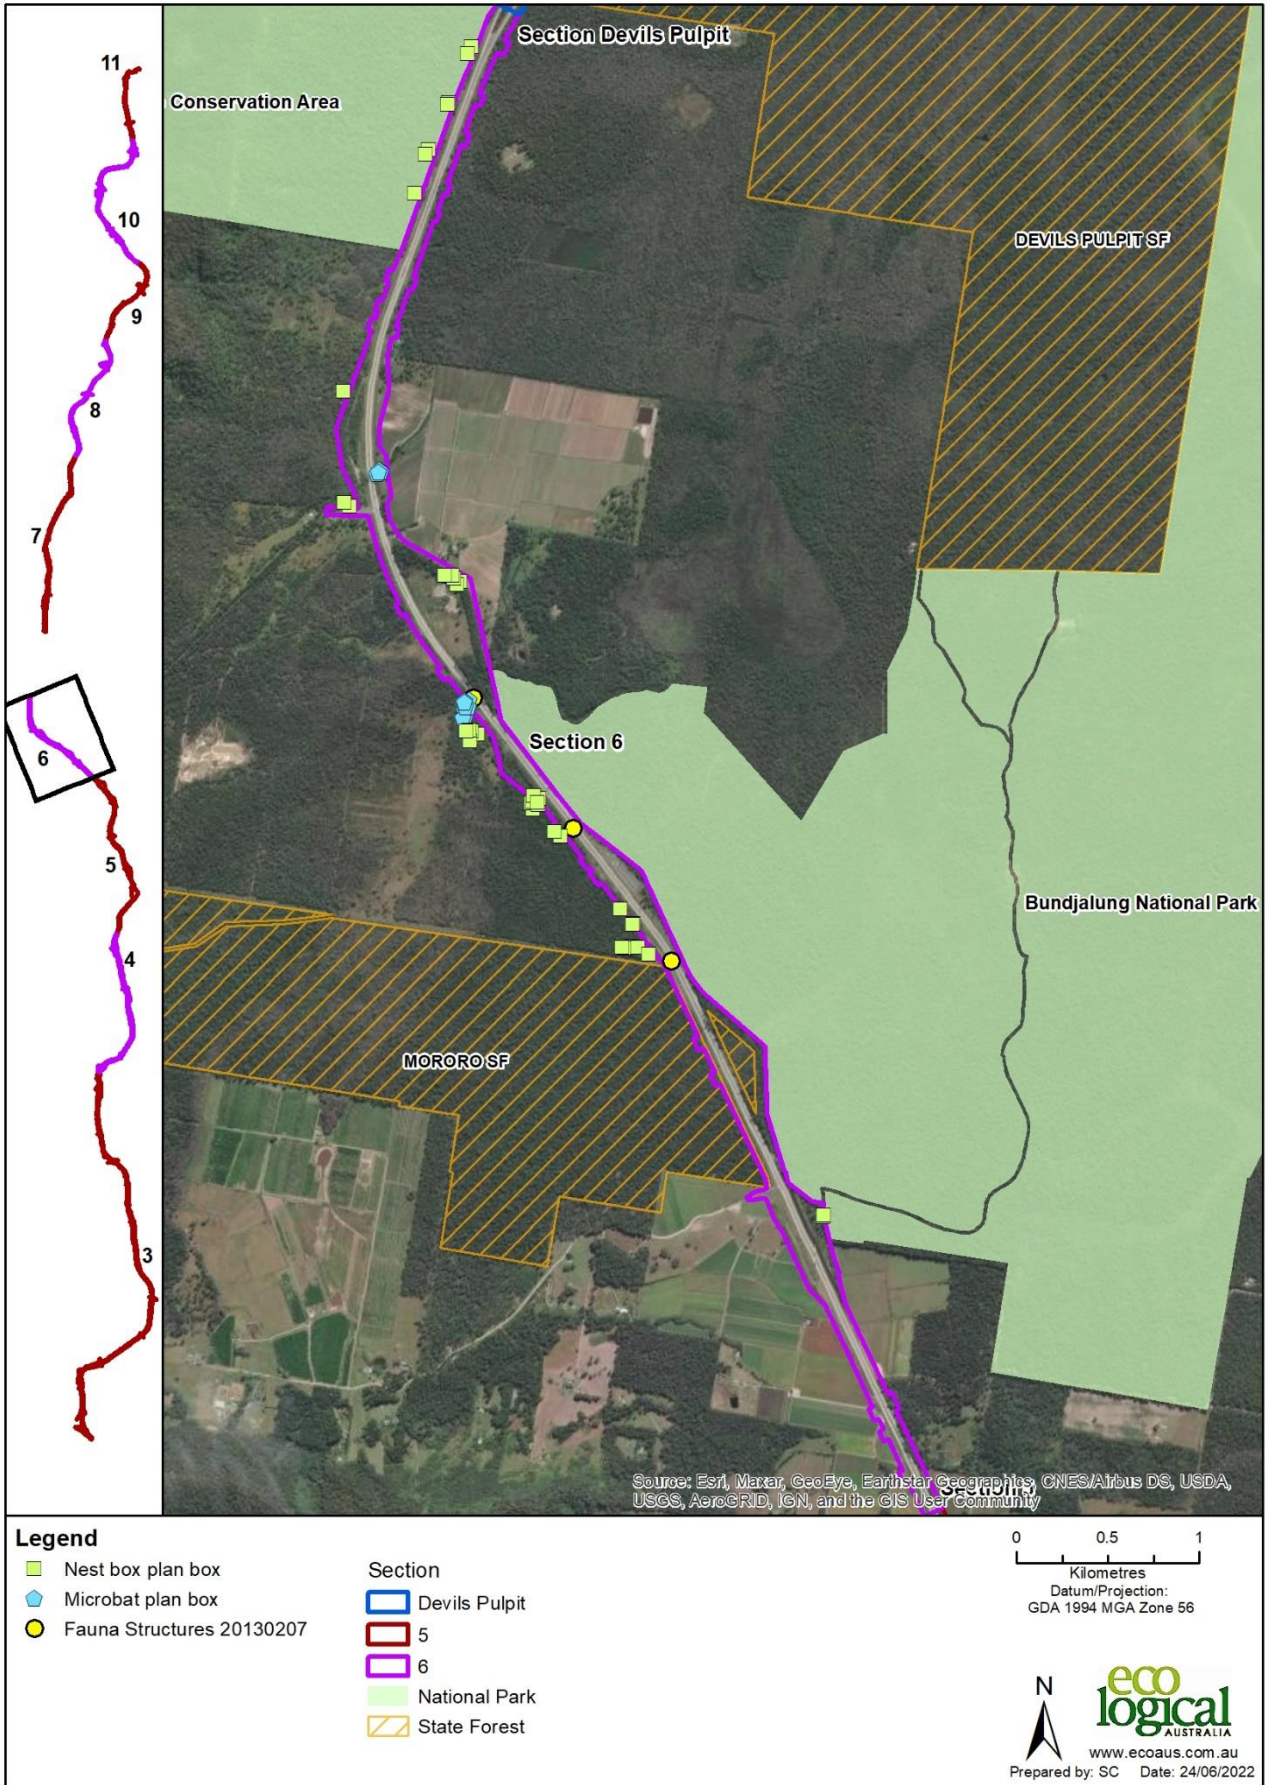 11
10
9
8
7
6
5
4
3
Section Devils Pulpit
Conservation Area
DEVILS PULPIT SF
Section 6
Bundjalung National Park
MORORO SF
Source: Esri, Maxar, GeoEye, Earthstar Geographics, CNES/Airbus DS, USDA,
USGS, AeroGRID, IGN, and the GIS User Community
Legend
Nest box plan box
Microbat plan box
Fauna Structures 20130207
Section
Devils Pulpit
5
6
National Park
State Forest
0 0.5 1
Kilometres
Datum/Projection:
GDA 1994 MGA Zone 56
N
eco
logical
AUSTRALIA
www.ecoaus.com.au
Prepared by: SC Date: 24/06/2022